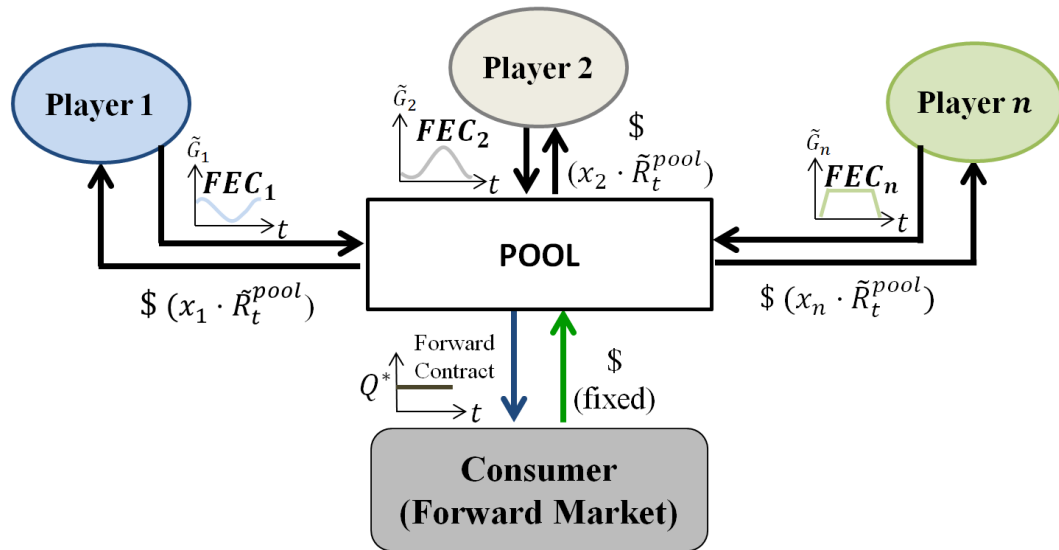 Player 1
Player 2
Player n
G̃₁
FEC₁
t
G̃₂
FEC₂
t
$
(x₂ · R̃ₜᵖᵒᵒˡ)
G̃ₙ
FECₙ
t
POOL
$ (x₁ · R̃ₜᵖᵒᵒˡ)
$ (xₙ · R̃ₜᵖᵒᵒˡ)
Forward
Contract
Q*
t
$
(fixed)
Consumer
(Forward Market)